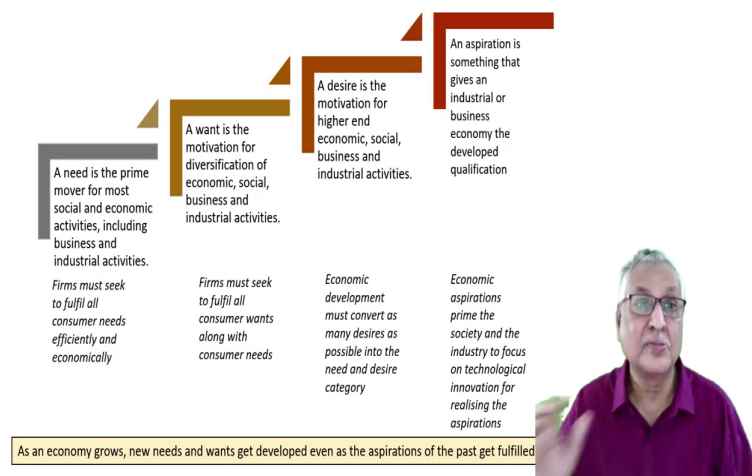 A need is the prime
mover for most
social and economic
activities, including
business and
industrial activities.
A want is the
motivation for
diversification of
economic, social,
business and
industrial activities.
A desire is the
motivation for
higher end
economic, social,
business and
industrial activities.
An aspiration is
something that
gives an
industrial or
business
economy the
developed
qualification
Firms must seek
to fulfil all
consumer needs
efficiently and
economically
Firms must seek
to fulfil all
consumer wants
along with
consumer needs
Economic
development
must convert as
many desires as
possible into the
need and desire
category
Economic
aspirations
prime the
society and the
industry to focus
on technological
innovation for
realising the
aspirations
As an economy grows, new needs and wants get developed even as the aspirations of the past get fulfilled